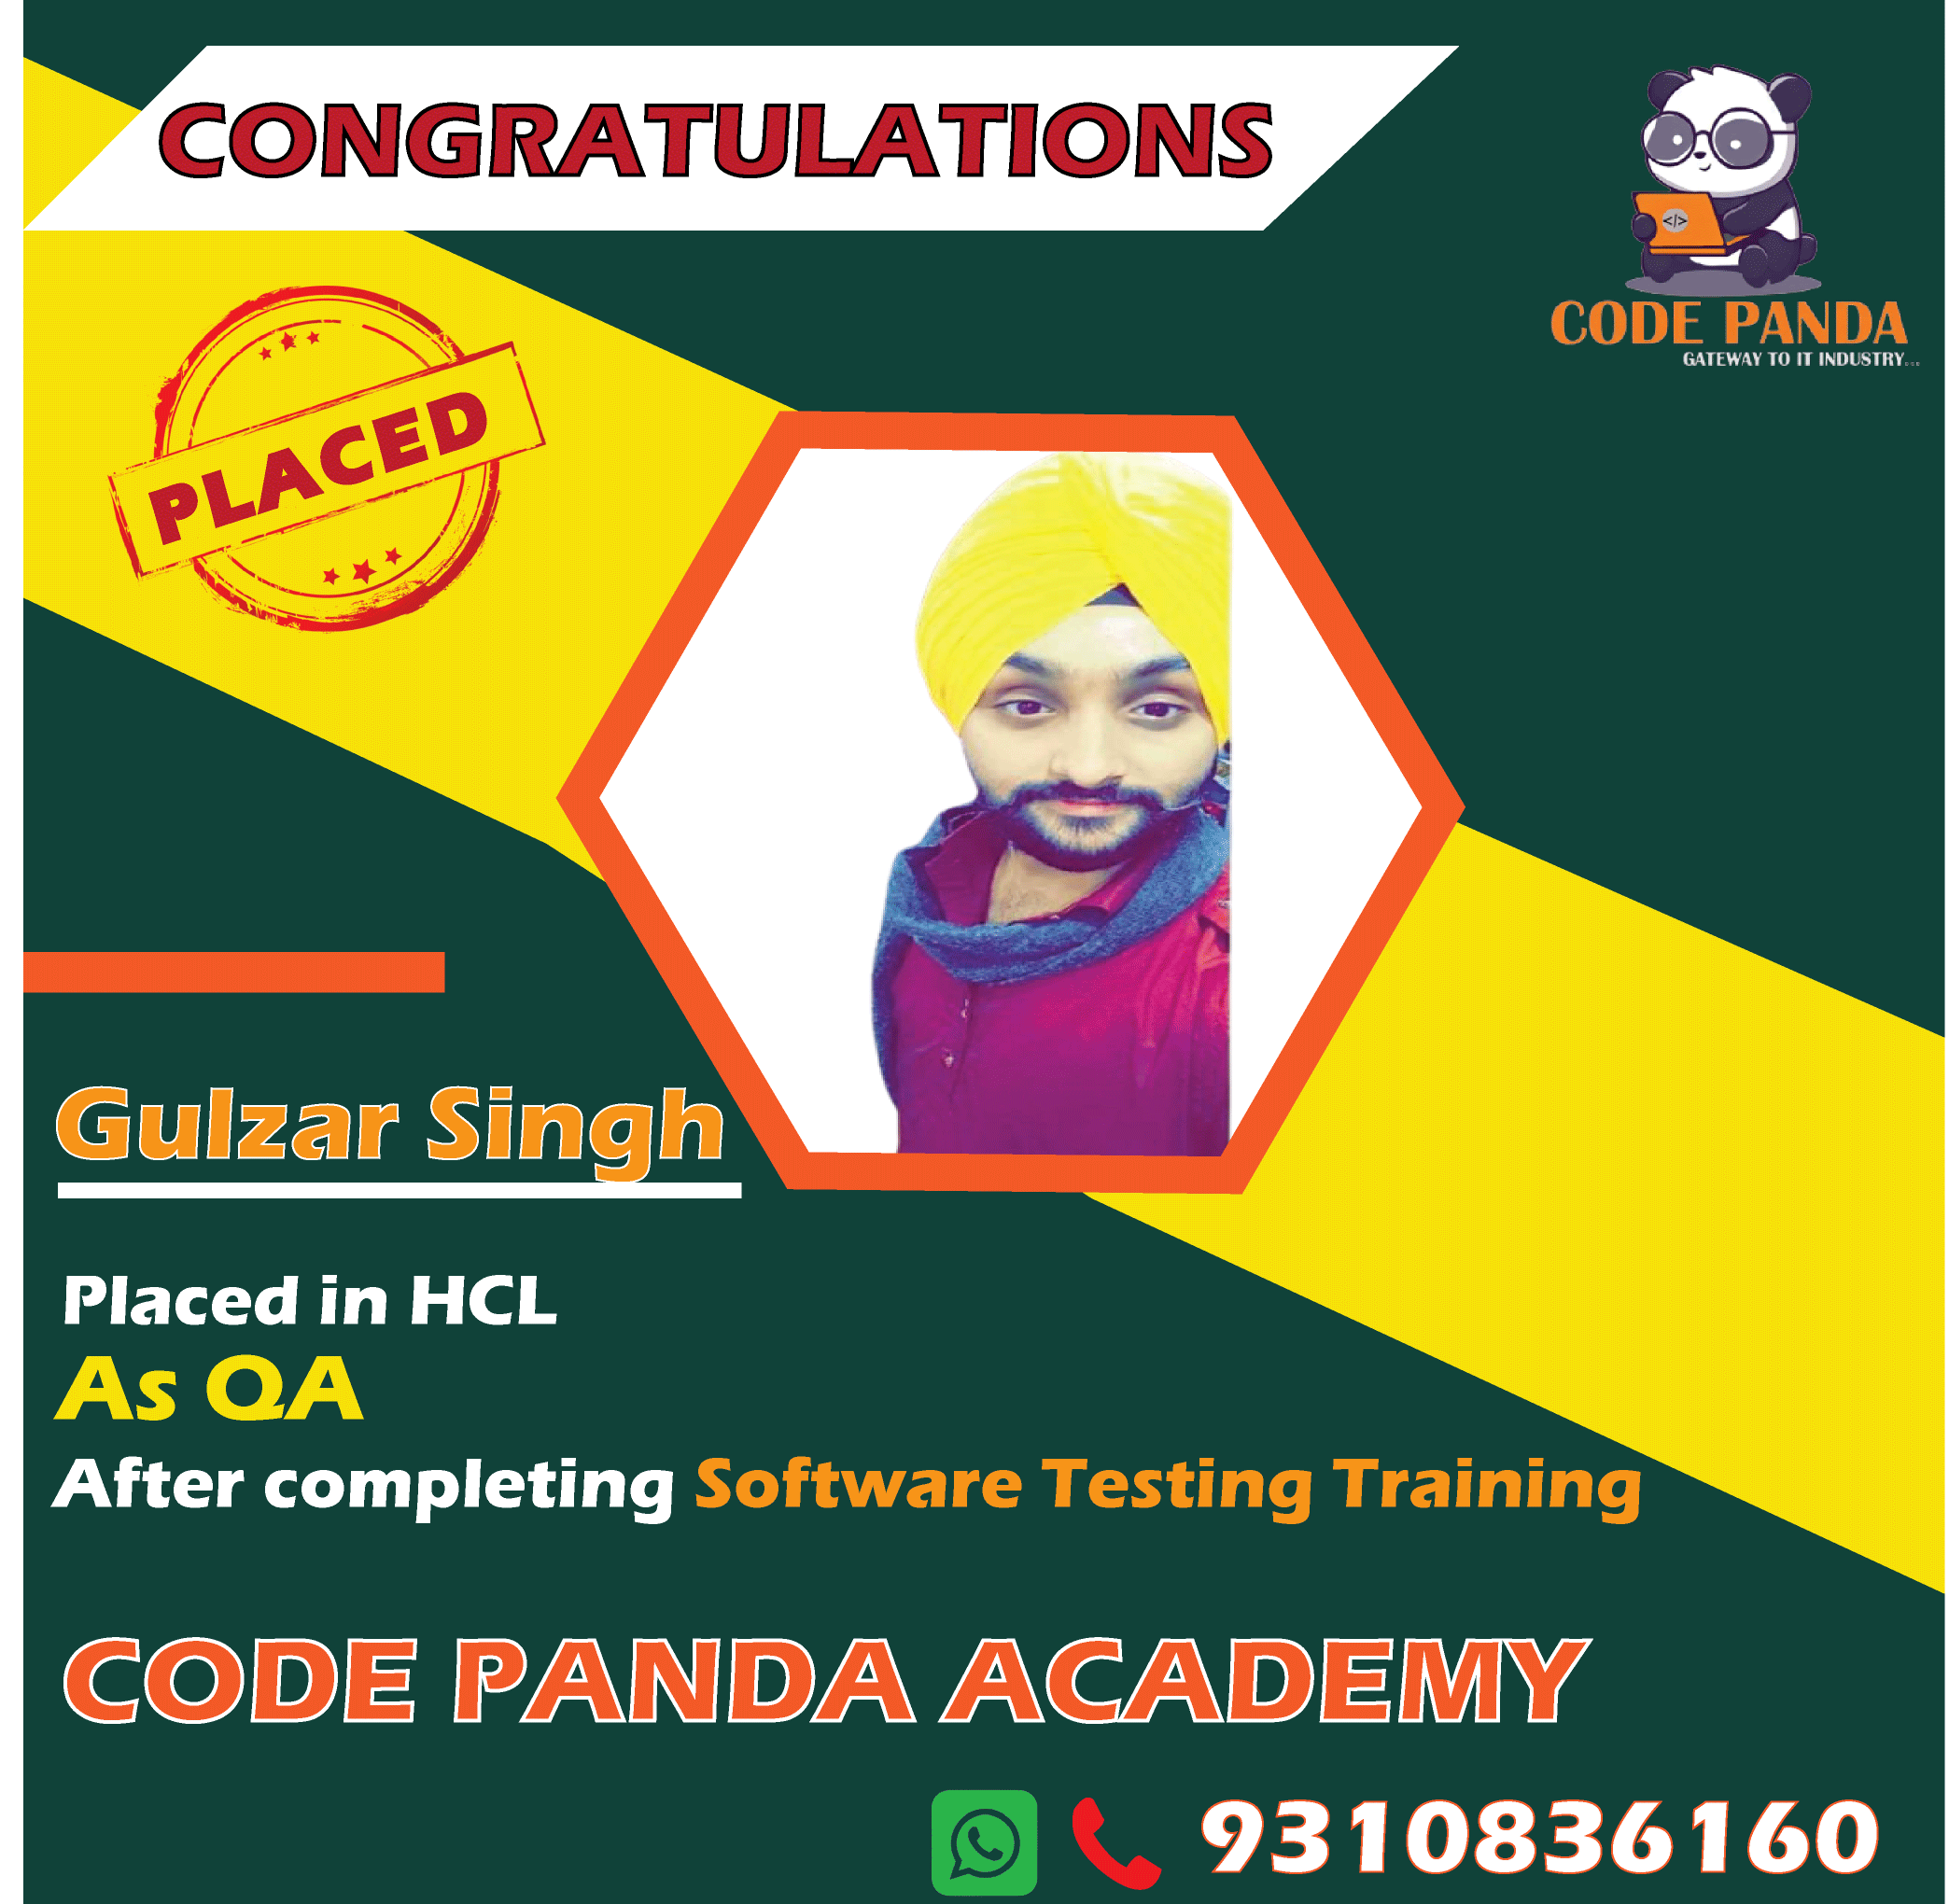 CONGRATULATIONS
</>
CODE PANDA
GATEWAY TO IT INDUSTRY...
PLACED
Gulzar Singh
Placed in HCL
As QA
After completing Software Testing Training
CODE PANDA ACADEMY
9310836160